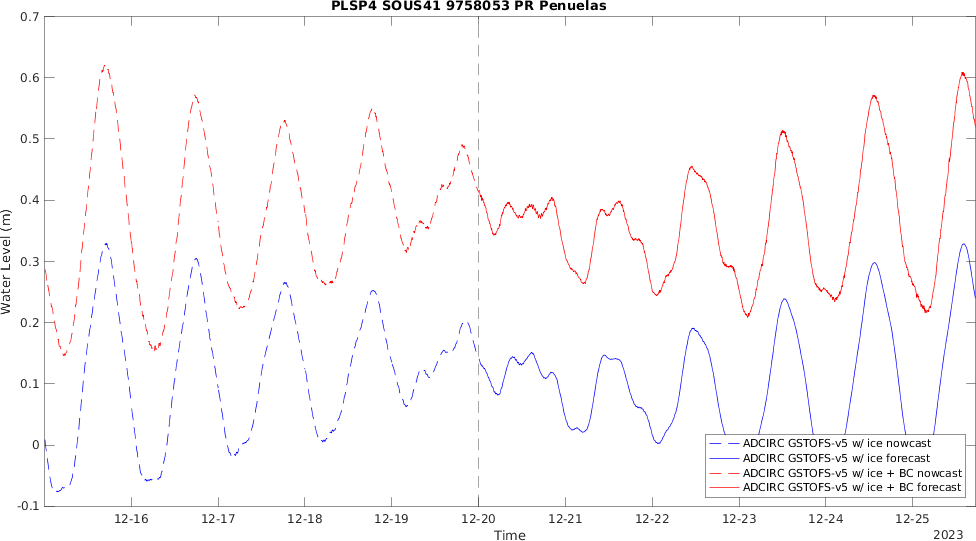 PLSP4 SOUS41 9758053 PR Penuelas
0.7
0.6
0.5
0.4
0.3
0.2
0.1
0
-0.1
Water Level (m)
ADCIRC GSTOFS-v5 w/ ice nowcast
ADCIRC GSTOFS-v5 w/ ice forecast
ADCIRC GSTOFS-v5 w/ ice + BC nowcast
ADCIRC GSTOFS-v5 w/ ice + BC forecast
12-16 12-17 12-18 12-19 12-20 12-21 12-22 12-23 12-24 12-25
Time
2023